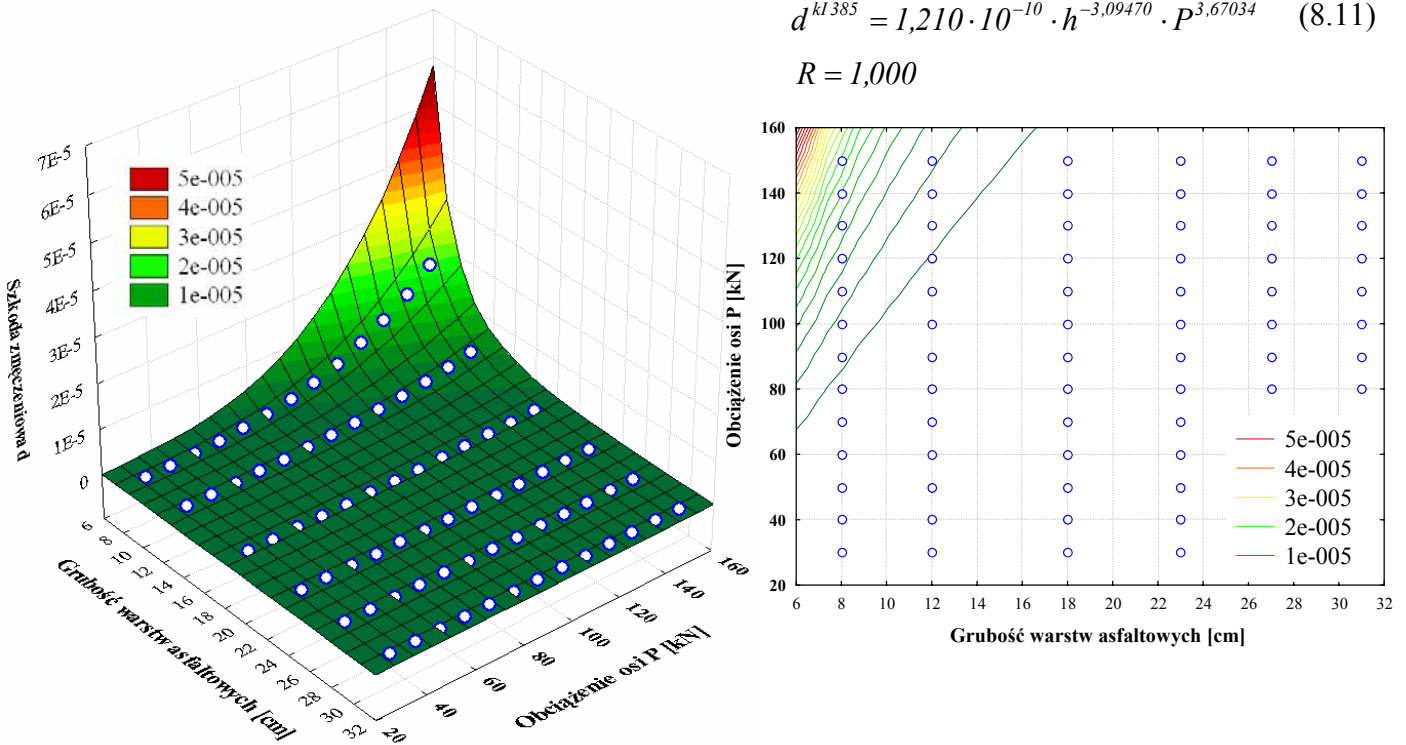 d^{kI 385} = 1,210 · 10^{-10} · h^{-3,09470} · P^{3,67034} (8.11)
R = 1,000
7E-5
6E-5
5E-5
4E-5
3E-5
2E-5
1E-5
0
Szkoda zmęczeniowa d
5e-005
4e-005
3e-005
2e-005
1e-005
6
8
10
12
14
16
18
20
22
24
26
28
30
32
Grubość warstw asfaltowych [cm]
20
40
60
80
100
120
140
160
Obciążenie osi P [kN]
160
140
120
100
80
60
40
20
Obciążenie osi P [kN]
5e-005
4e-005
3e-005
2e-005
1e-005
6 8 10 12 14 16 18 20 22 24 26 28 30 32
Grubość warstw asfaltowych [cm]